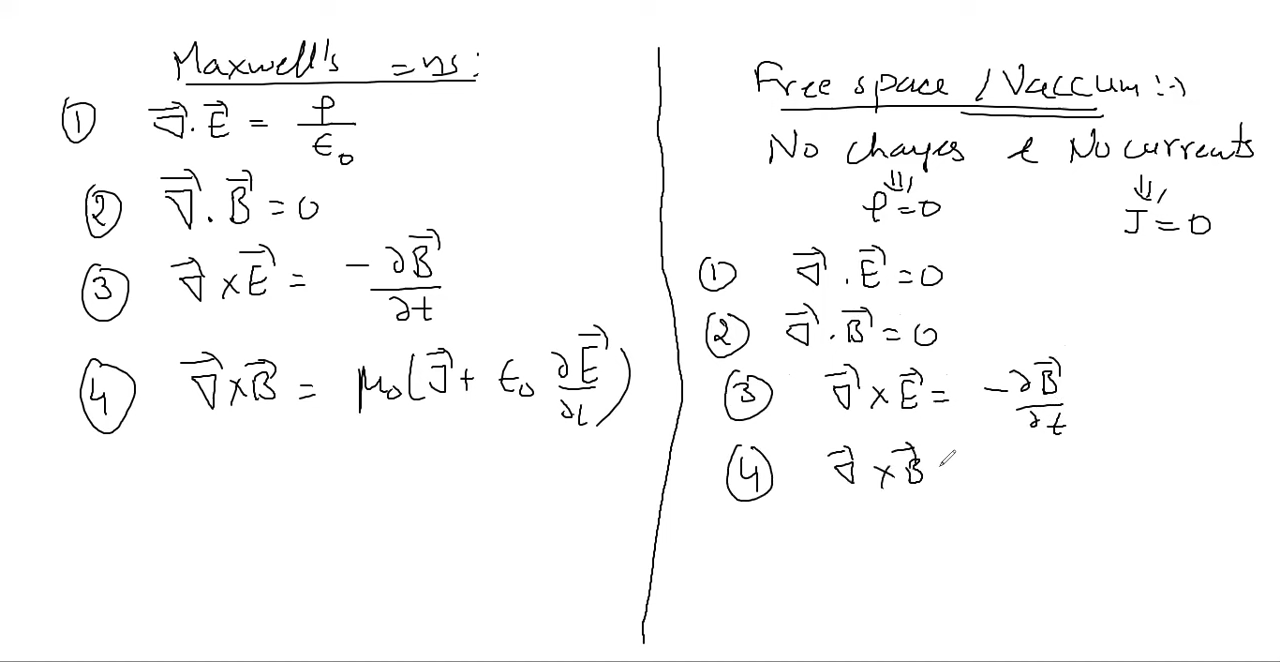 Maxwell's =ns:
① ∇⃗.E⃗ = ρ/ϵ₀
② ∇⃗.B⃗ = 0
③ ∇⃗×E⃗ = -∂B⃗/∂t
④ ∇⃗×B⃗ = μ₀(J⃗ + ϵ₀ ∂E⃗/∂t)
Free space / Vaccum :-)
No charges & No currents
⇓ ⇓
ρ=0 J=0
① ∇⃗.E⃗ = 0
② ∇⃗.B⃗ = 0
③ ∇⃗×E⃗ = -∂B⃗/∂t
④ ∇⃗×B⃗